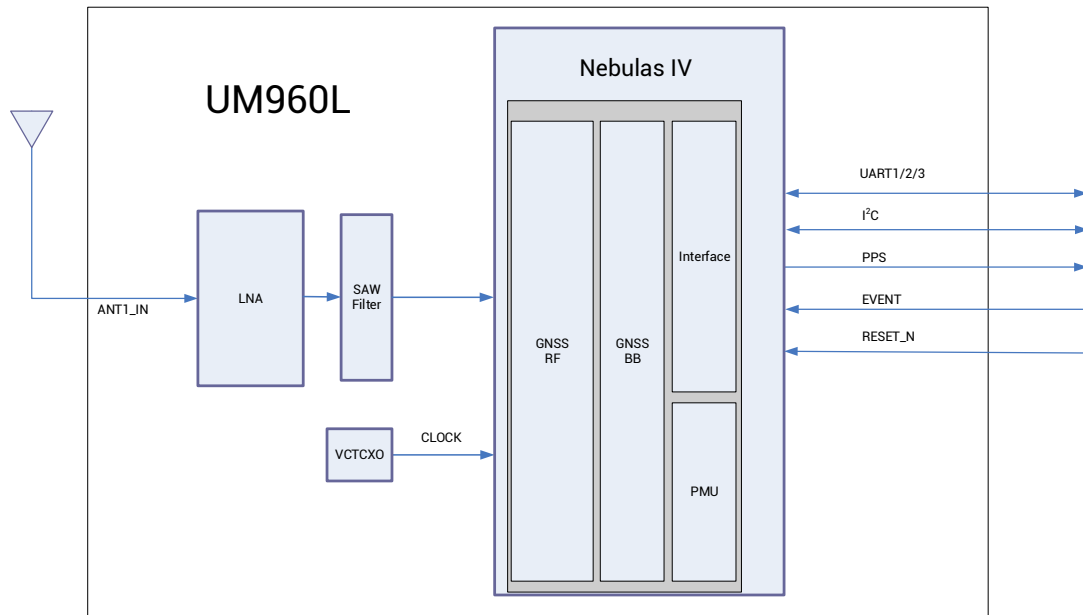 Nebulas IV
UM960L
UART1/2/3
I²C
PPS
EVENT
RESET_N
Interface
ANT1_IN
LNA
SAW
Filter
GNSS
RF
GNSS
BB
CLOCK
VCTCXO
PMU